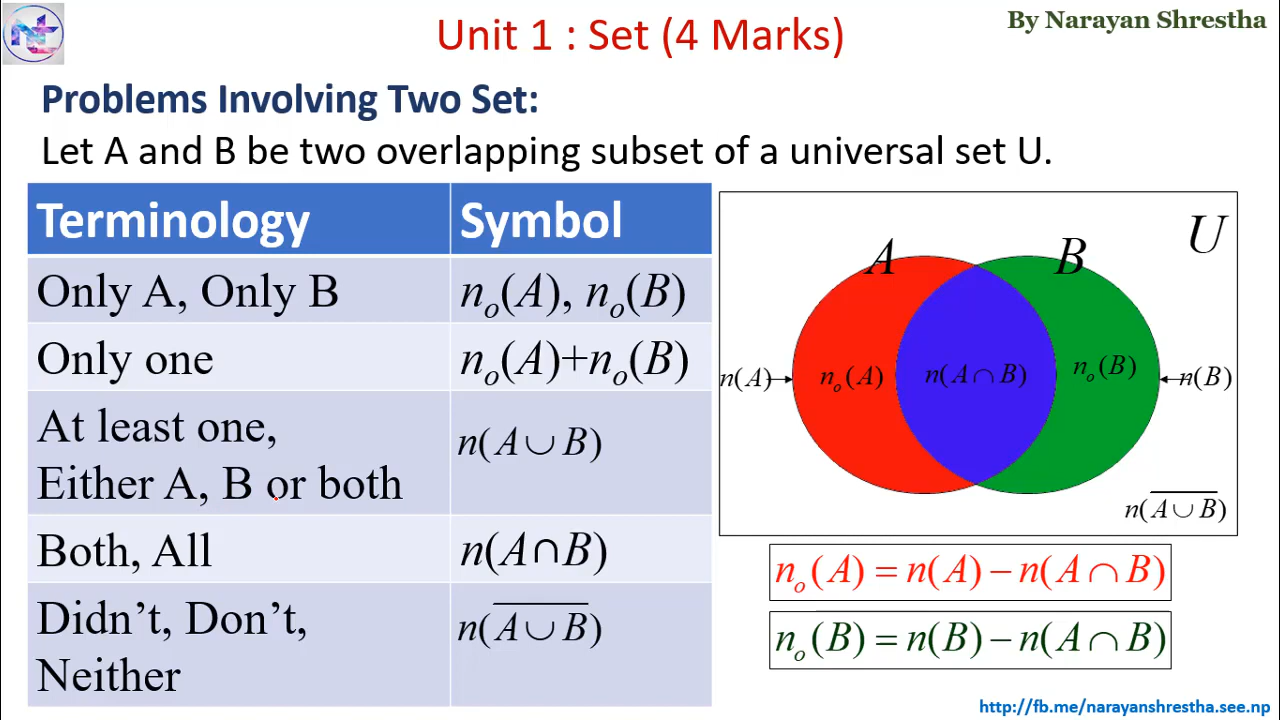 Unit 1 : Set (4 Marks)
By Narayan Shrestha
Problems Involving Two Set:
Let A and B be two overlapping subset of a universal set U.
Terminology Symbol
Only A, Only B nₒ(A), nₒ(B)
Only one nₒ(A)+nₒ(B)
At least one,
Either A, B or both n(A ∪ B)
Both, All n(A∩B)
Didn’t, Don’t,
Neither n(A̅ ̅∪̅ ̅B̅)
U
A B
n(A) nₒ(A) n(A ∩ B) nₒ(B) n(B)
n(A̅ ̅∪̅ ̅B̅)
nₒ(A) = n(A) − n(A ∩ B)
nₒ(B) = n(B) − n(A ∩ B)
http://fb.me/narayanshrestha.see.np